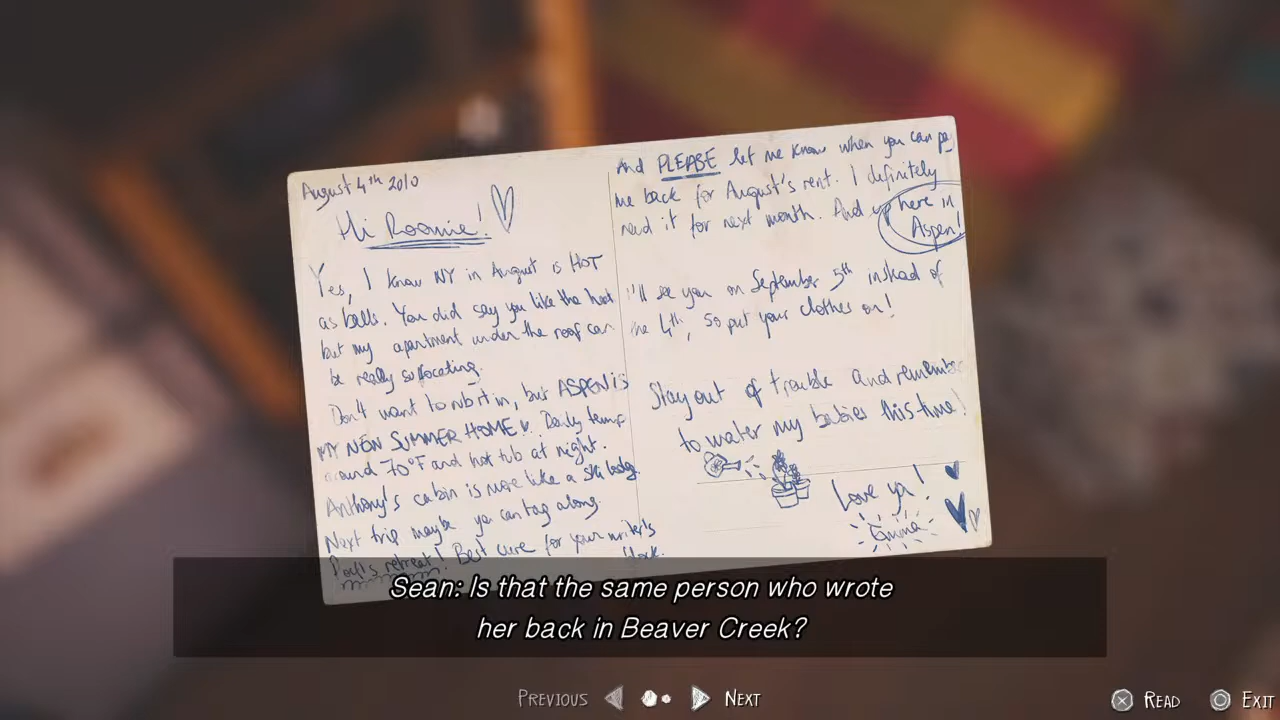 August 4th 2010
Hi Roomie!
Yes, I know NY in August is HOT
as balls. You did say you like the heat
but my apartment under the roof can
be really suffocating.
Don't want to rub it in, but ASPEN is
MY NEW SUMMER HOME. Daily temp
around 70°F and hot tub at night.
Anthony's cabin is more like a ski lodge.
Next trip maybe you can tag along.
Poet's retreat! Best cure for your writer's
block.
And PLEASE let me know when you can pay
me back for August's rent. I definitely
need it for next month. And
here in
Aspen!
I'll see you on September 5th instead of
the 4th, so put your clothes on!
Stay out of trouble and remember
to water my babies this time!
Love ya!
Emma
Sean: Is that the same person who wrote
her back in Beaver Creek?
PREVIOUS
NEXT
READ
EXIT